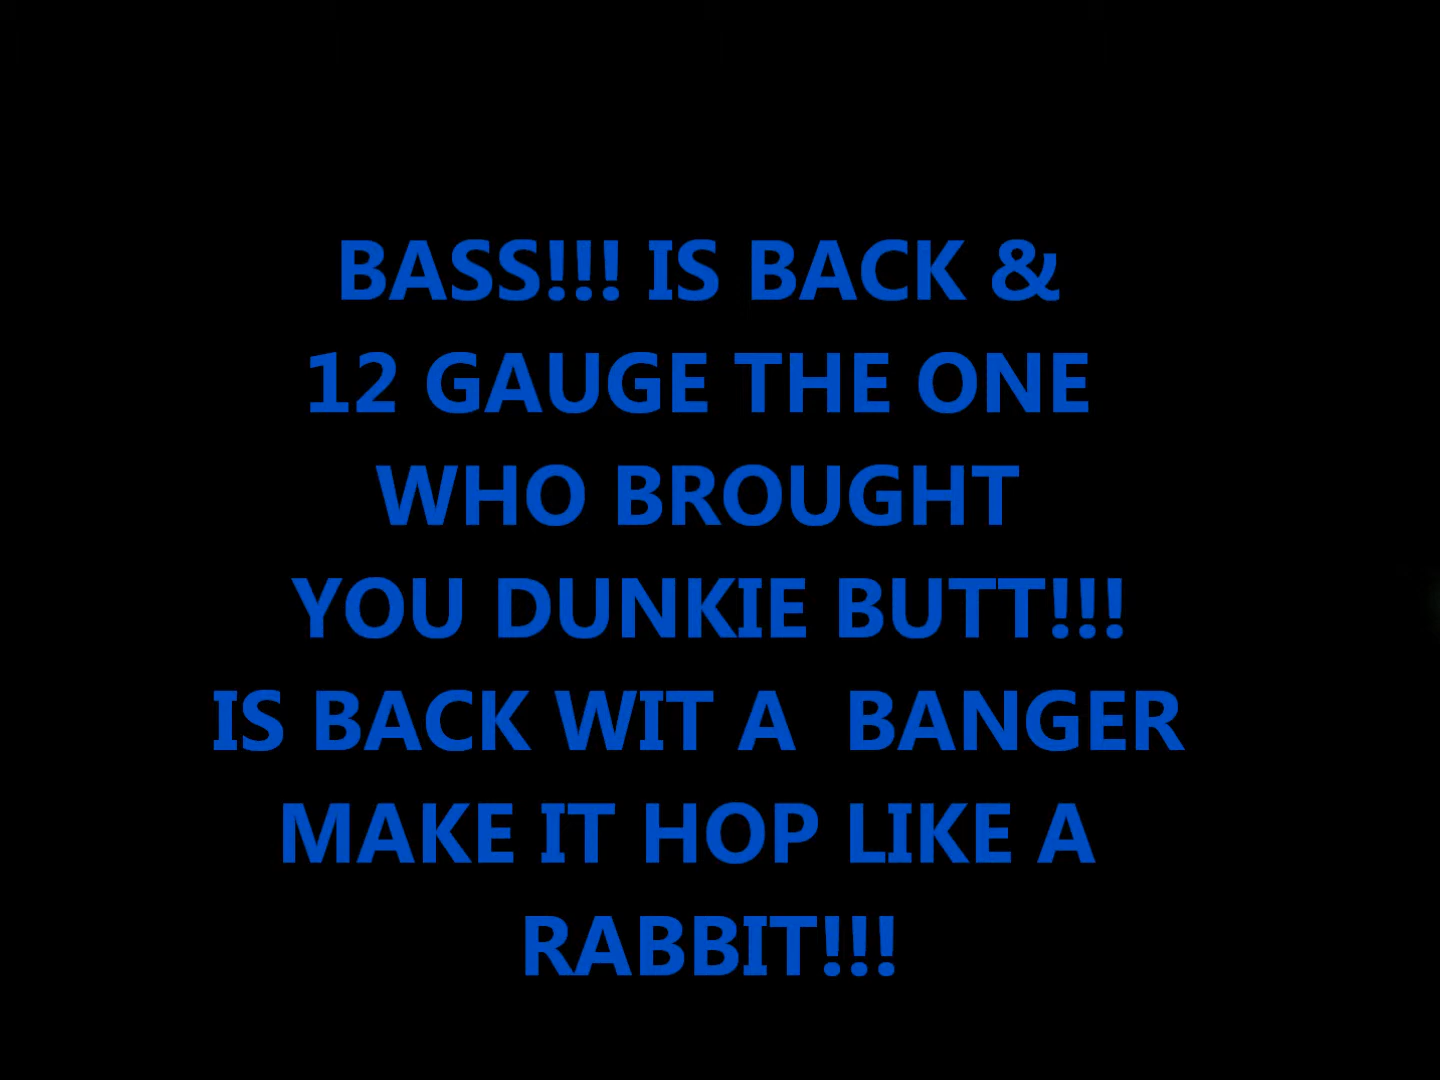 BASS!!! IS BACK &
12 GAUGE THE ONE
WHO BROUGHT
YOU DUNKIE BUTT!!!
IS BACK WIT A  BANGER
MAKE IT HOP LIKE A
RABBIT!!!